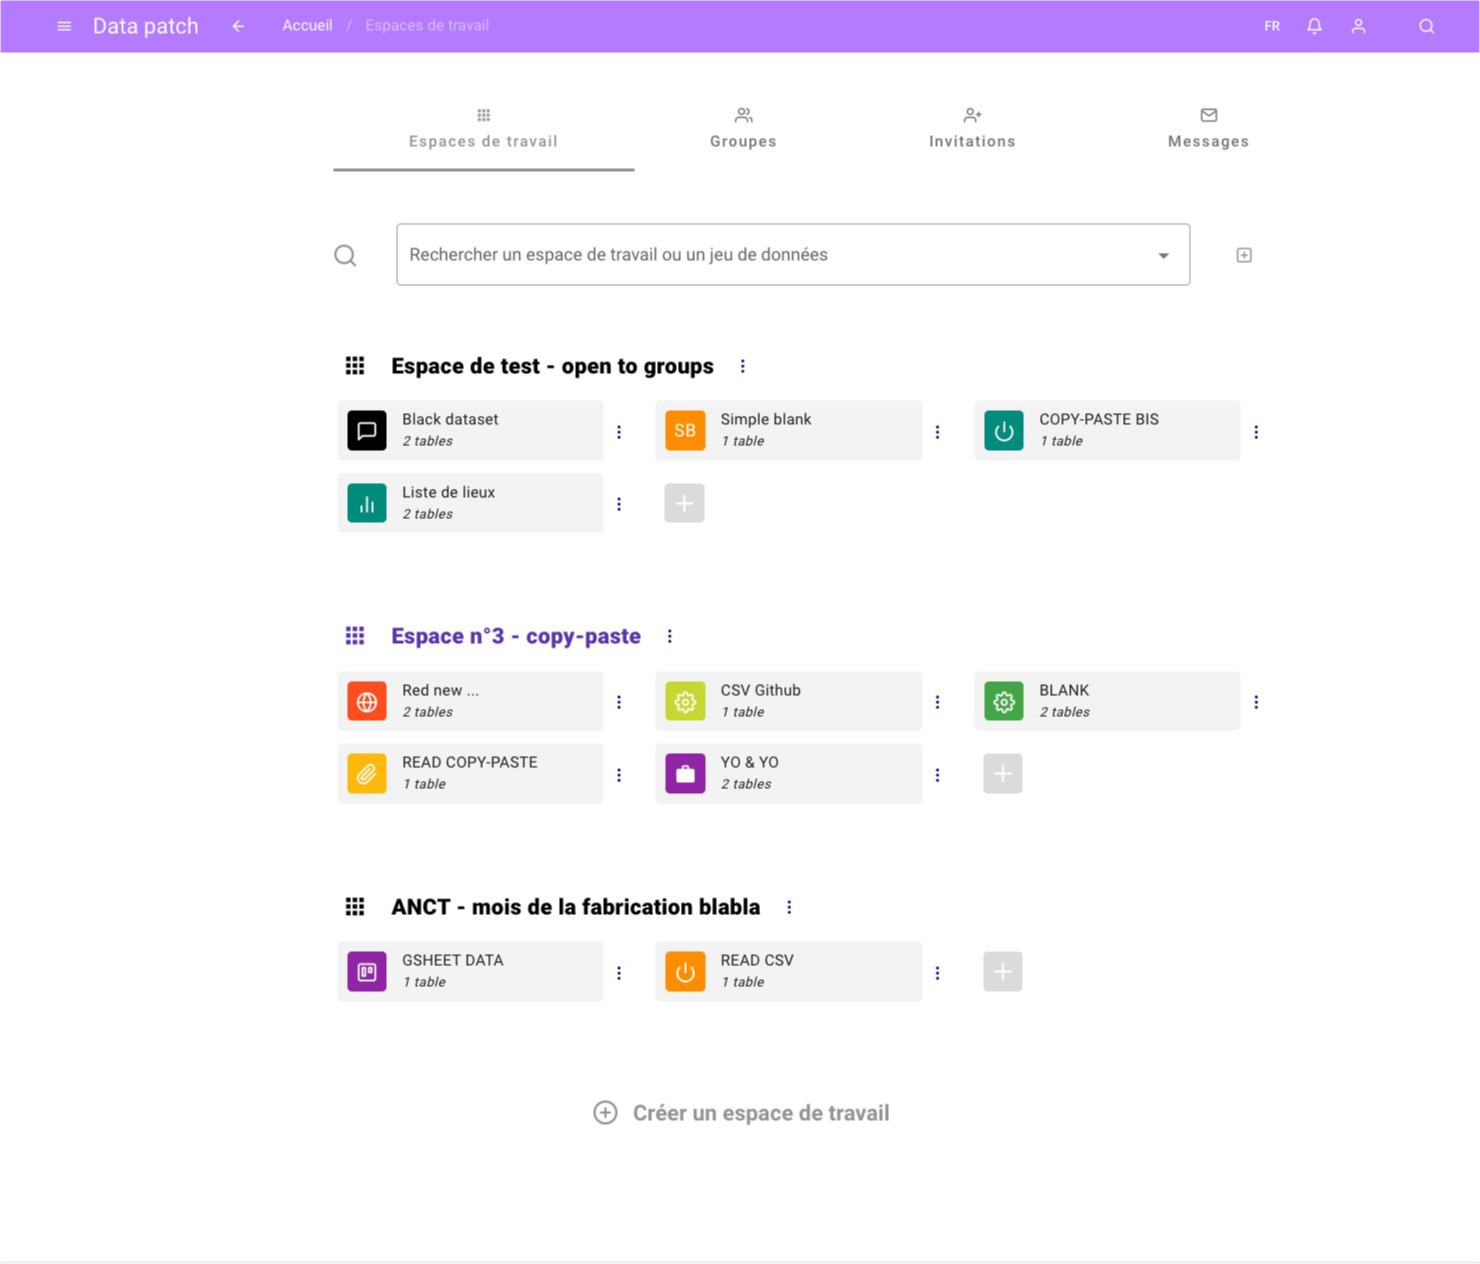 Data patch
Accueil / Espaces de travail
FR
Espaces de travail
Groupes
Invitations
Messages
Rechercher un espace de travail ou un jeu de données
Espace de test - open to groups
Black dataset
2 tables
SB
Simple blank
1 table
COPY-PASTE BIS
1 table
Liste de lieux
2 tables
Espace n°3 - copy-paste
Red new ...
2 tables
CSV Github
1 table
BLANK
2 tables
READ COPY-PASTE
1 table
YO & YO
2 tables
ANCT - mois de la fabrication blabla
GSHEET DATA
1 table
READ CSV
1 table
Créer un espace de travail